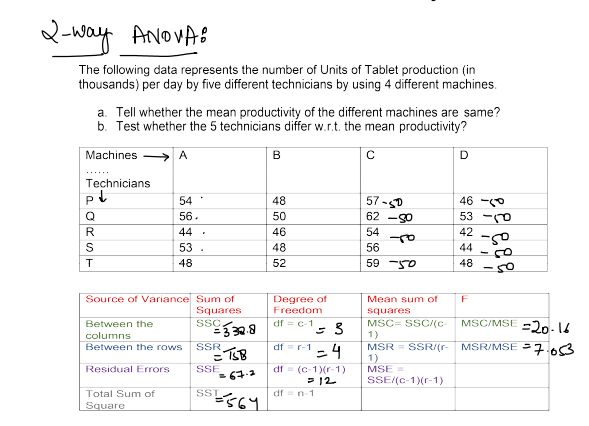 2-way ANOVA:
The following data represents the number of Units of Tablet production (in
thousands) per day by five different technicians by using 4 different machines.
a. Tell whether the mean productivity of the different machines are same?
b. Test whether the 5 technicians differ w.r.t. the mean productivity?
Machines → A B C D
......
Technicians
P ↓ 54 48 57 -50 46 -50
Q 56 50 62 -50 53 -50
R 44 46 54 -50 42 -50
S 53 48 56 44 -50
T 48 52 59 -50 48 -50
Source of Variance Sum of Squares Degree of Freedom Mean sum of squares F
Between the columns SSC = 338.8 df = c-1 = 3 MSC= SSC/(c-1) MSC/MSE = 20.16
Between the rows SSR = 158 df = r-1 = 4 MSR = SSR/(r-1) MSR/MSE = 7.053
Residual Errors SSE = 67.2 df = (c-1)(r-1) = 12 MSE = SSE/(c-1)(r-1)
Total Sum of Square SST = 564 df = n-1